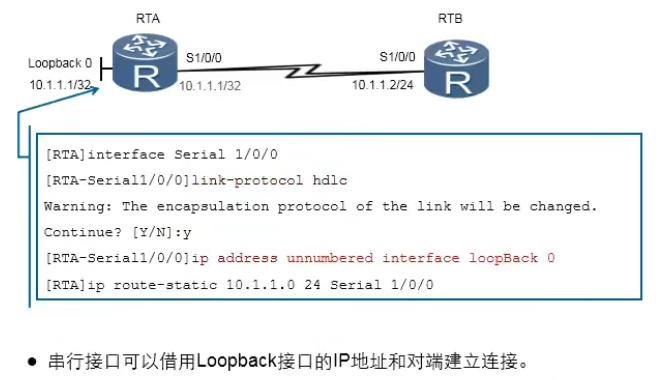 RTA
RTB
Loopback 0
S1/0/0
S1/0/0
10.1.1.1/32
10.1.1.1/32
10.1.1.2/24
R
R
[RTA]interface Serial 1/0/0
[RTA-Serial1/0/0]link-protocol hdlc
Warning: The encapsulation protocol of the link will be changed.
Continue? [Y/N]:y
[RTA-Serial1/0/0]ip address unnumbered interface loopBack 0
[RTA]ip route-static 10.1.1.0 24 Serial 1/0/0
● 串行接口可以借用Loopback接口的IP地址和对端建立连接。